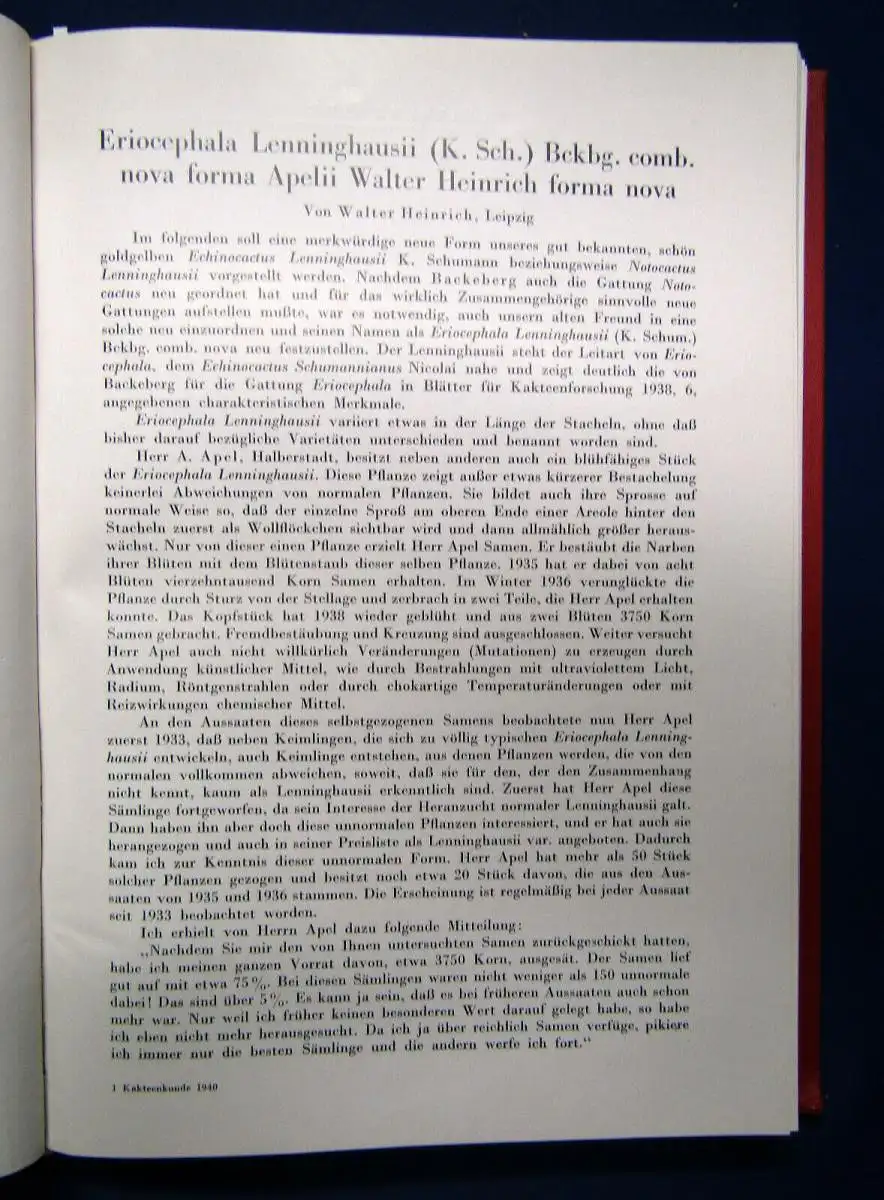 Eriocephala Lenninghausii (K. Sch.) Bckbg. comb.
nova forma Apelii Walter Heinrich forma nova
Von Walter Heinrich, Leipzig
Im folgenden soll eine merkwürdige neue Form unseres gut bekannten, schön
goldgelben Echinocactus Lenninghausii K. Schumann beziehungsweise Notocactus
Lenninghausii vorgestellt werden. Nachdem Backeberg auch die Gattung Noto-
cactus neu geordnet hat und für das wirklich Zusammengehörige sinnvolle neue
Gattungen aufstellen mußte, war es notwendig, auch unsern alten Freund in eine
solche neu einzuordnen und seinen Namen als Eriocephala Lenninghausii (K. Schum.)
Bckbg. comb. nova neu festzustellen. Der Lenninghausii steht der Leitart von Erio-
cephala, dem Echinocactus Schumannianus Nicolai nahe und zeigt deutlich die von
Backeberg für die Gattung Eriocephala in Blätter für Kakteenforschung 1938, 6,
angegebenen charakteristischen Merkmale.
Eriocephala Lenninghausii variiert etwas in der Länge der Stacheln, ohne daß
bisher darauf bezügliche Varietäten unterschieden und benannt worden sind.
Herr A. Apel, Halberstadt, besitzt neben anderen auch ein blühfähiges Stück
der Eriocephala Lenninghausii. Diese Pflanze zeigt außer etwas kürzerer Bestachelung
keinerlei Abweichungen von normalen Pflanzen. Sie bildet auch ihre Sprosse auf
normale Weise so, daß der einzelne Sproß am oberen Ende einer Areole hinter den
Stacheln zuerst als Wollflöckchen sichtbar wird und dann allmählich größer heraus-
wächst. Nur von dieser einen Pflanze erzielt Herr Apel Samen. Er bestäubt die Narben
ihrer Blüten mit dem Blütenstaub dieser selben Pflanze. 1935 hat er dabei von acht
Blüten vierzehntausend Korn Samen erhalten. Im Winter 1936 verunglückte die
Pflanze durch Sturz von der Stellage und zerbrach in zwei Teile, die Herr Apel erhalten
konnte. Das Kopfstück hat 1938 wieder geblüht und aus zwei Blüten 3750 Korn
Samen gebracht. Fremdbestäubung und Kreuzung sind ausgeschlossen. Weiter versucht
Herr Apel auch nicht willkürlich Veränderungen (Mutationen) zu erzeugen durch
Anwendung künstlicher Mittel, wie durch Bestrahlungen mit ultraviolettem Licht,
Radium, Röntgenstrahlen oder durch chokartige Temperaturänderungen oder mit
Reizwirkungen chemischer Mittel.
An den Aussaaten dieses selbstgezogenen Samens beobachtete nun Herr Apel
zuerst 1933, daß neben Keimlingen, die sich zu völlig typischen Eriocephala Lenning-
hausii entwickeln, auch Keimlinge entstehen, aus denen Pflanzen werden, die von den
normalen vollkommen abweichen, soweit, daß sie für den, der den Zusammenhang
nicht kennt, kaum als Lenninghausii erkenntlich sind. Zuerst hat Herr Apel diese
Sämlinge fortgeworfen, da sein Interesse der Heranzucht normaler Lenninghausii galt.
Dann haben ihn aber doch diese unnormalen Pflanzen interessiert, und er hat auch sie
herangezogen und auch in seiner Preisliste als Lenninghausii var. angeboten. Dadurch
kam ich zur Kenntnis dieser unnormalen Form. Herr Apel hat mehr als 50 Stück
solcher Pflanzen gezogen und besitzt noch etwa 20 Stück davon, die aus den Aus-
saaten von 1935 und 1936 stammen. Die Erscheinung ist regelmäßig bei jeder Aussaat
seit 1933 beobachtet worden.
Ich erhielt von Herrn Apel dazu folgende Mitteilung:
„Nachdem Sie mir den von Ihnen untersuchten Samen zurückgeschickt hatten,
habe ich meinen ganzen Vorrat davon, etwa 3750 Korn, ausgesät. Der Samen lief
gut auf mit etwa 75%. Bei diesen Sämlingen waren nicht weniger als 150 unnormale
dabei! Das sind über 5%. Es kann ja sein, daß es bei früheren Aussaaten auch schon
mehr war. Nur weil ich früher keinen besonderen Wert darauf gelegt habe, so habe
ich eben nicht mehr herausgesucht. Da ich ja über reichlich Samen verfüge, pikiere
ich immer nur die besten Sämlinge und die andern werfe ich fort.“
1 Kakteenkunde 1940